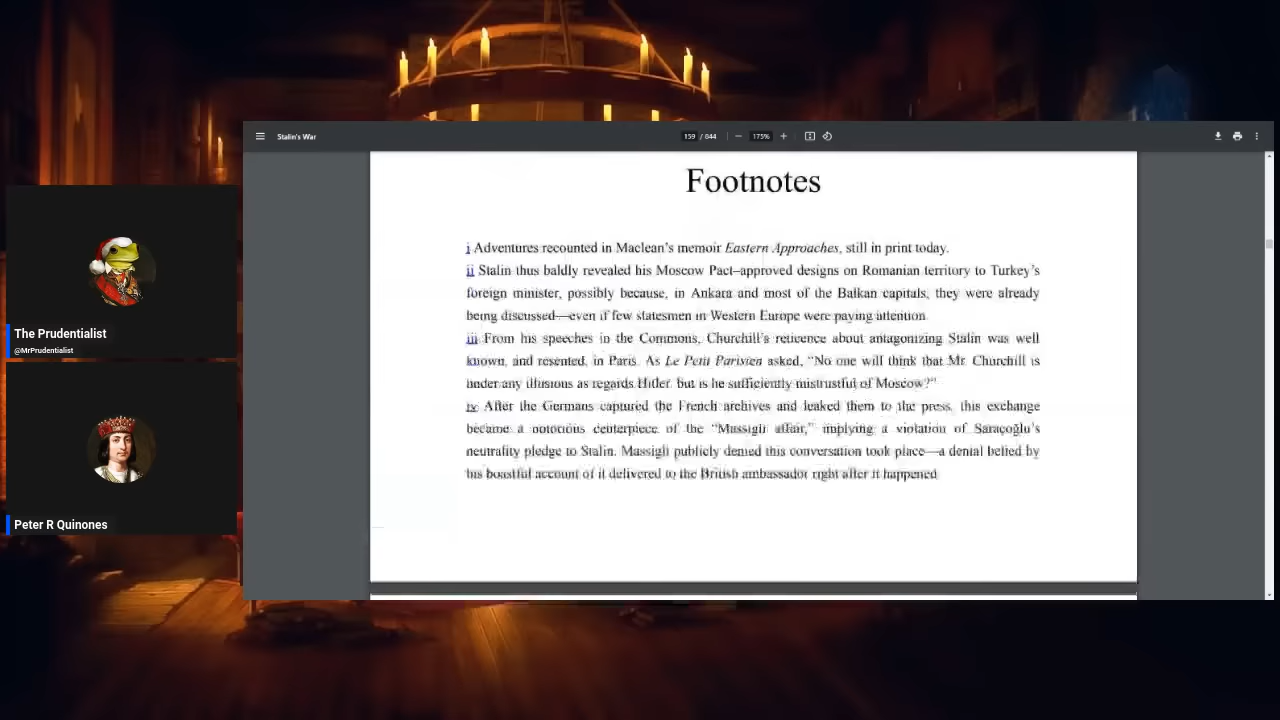 Stalin's War
159 / 844
175%
Footnotes
i Adventures recounted in Maclean's memoir Eastern Approaches, still in print today.
ii Stalin thus baldly revealed his Moscow Pact–approved designs on Romanian territory to Turkey's
foreign minister, possibly because, in Ankara and most of the Balkan capitals, they were already
being discussed—even if few statesmen in Western Europe were paying attention.
iii From his speeches in the Commons, Churchill's reticence about antagonizing Stalin was well
known, and resented, in Paris. As Le Petit Parisien asked, “No one will think that Mr. Churchill is
under any illusions as regards Hitler, but is he sufficiently mistrustful of Moscow?”
iv After the Germans captured the French archives and leaked them to the press, this exchange
became a notorious centerpiece of the “Massigli affair,” implying a violation of Saraçoğlu's
neutrality pledge to Stalin. Massigli publicly denied this conversation took place—a denial belied by
his boastful account of it delivered to the British ambassador right after it happened.
The Prudentialist
@MrPrudentialist
Peter R Quinones